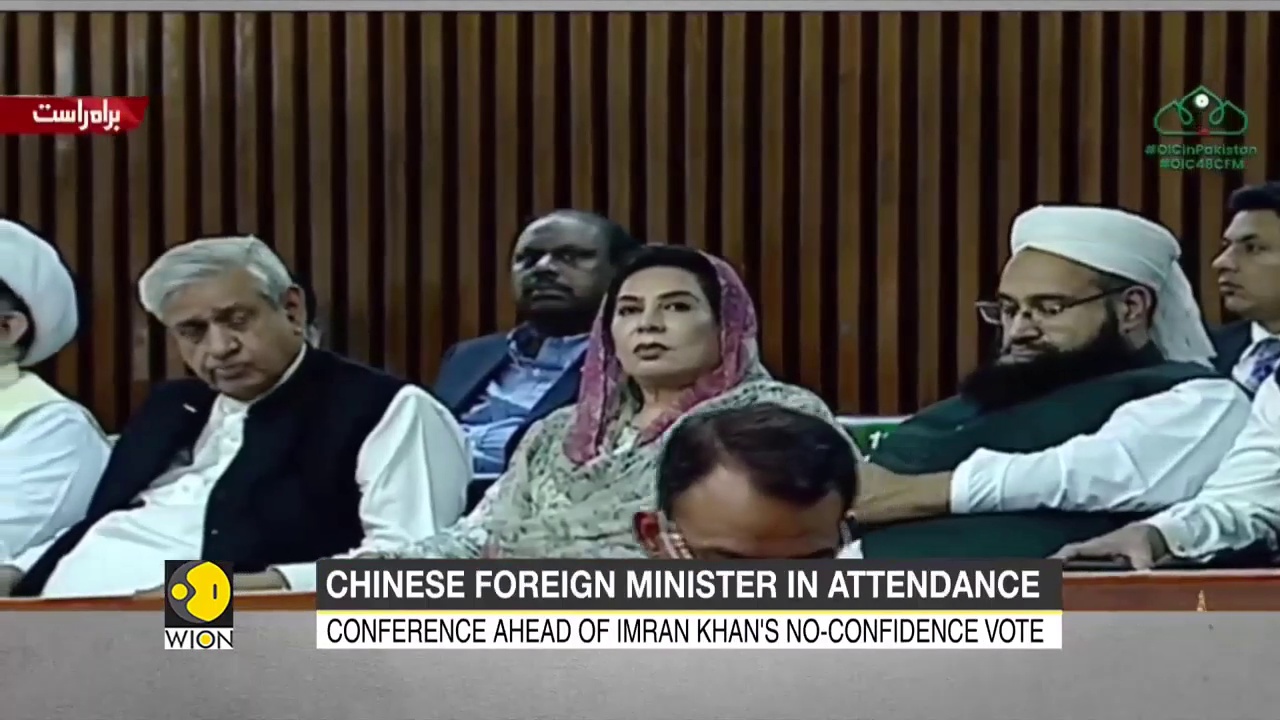 براہ راست
#OICinPakistan
#OIC48CFM
CHINESE FOREIGN MINISTER IN ATTENDANCE
CONFERENCE AHEAD OF IMRAN KHAN'S NO-CONFIDENCE VOTE
WION